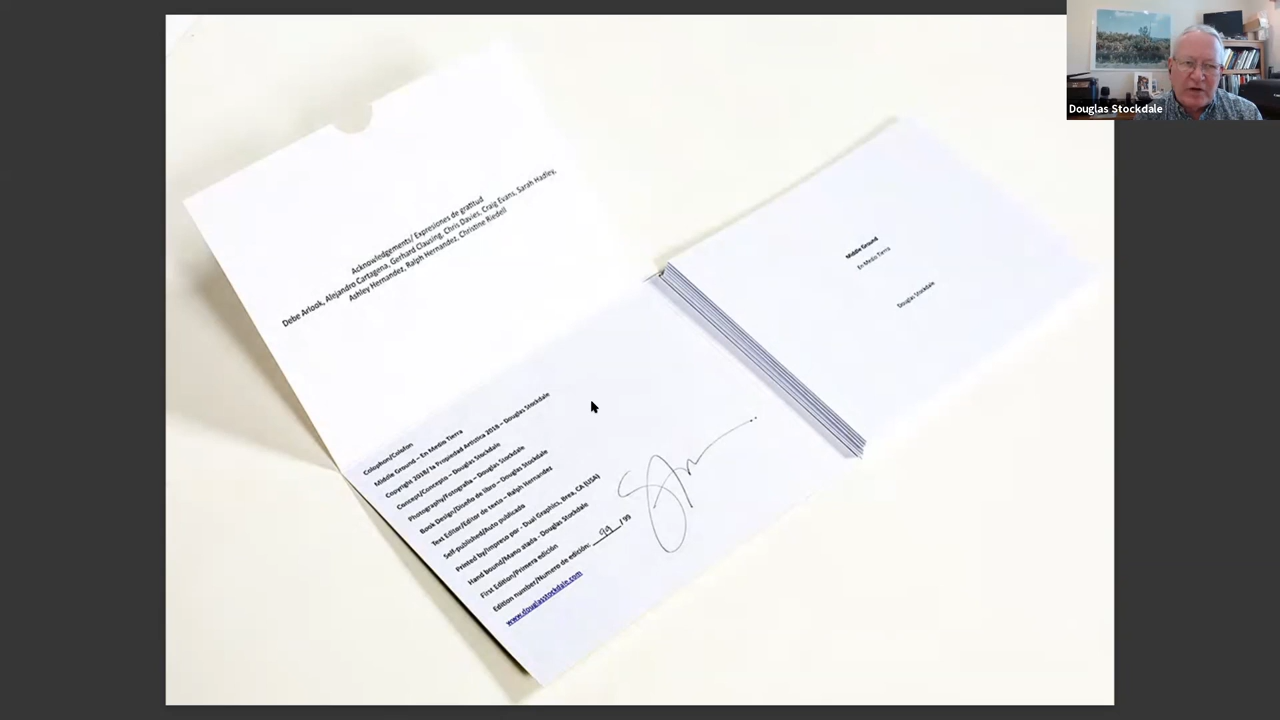 Douglas Stockdale
Acknowledgements/ Expresiones de gratitud
Debe Arlook, Alejandro Cartagena, Gerhard Clausing, Chris Davies, Craig Evans, Sarah Hadley,
Ashley Hernandez, Ralph Hernandez, Christine Riedell
Middle Ground
En Medio Tierra
Douglas Stockdale
Colophon/Colofon
Middle Ground – En Medio Tierra
Copyright 2018/ la Propiedad Artística 2018 – Douglas Stockdale
Concept/Concepto – Douglas Stockdale
Photography/Fotografía – Douglas Stockdale
Book Design/Diseño de libro – Douglas Stockdale
Text Editor/Editor de texto – Ralph Hernandez
Self-published/Auto publicado
Printed by/Impreso por - Dual Graphics, Brea, CA (USA)
Hand bound/Mano atada - Douglas Stockdale
First Edition/Primera edición
Edition number/Numero de edición: 99 / 99
www.douglasstockdale.com